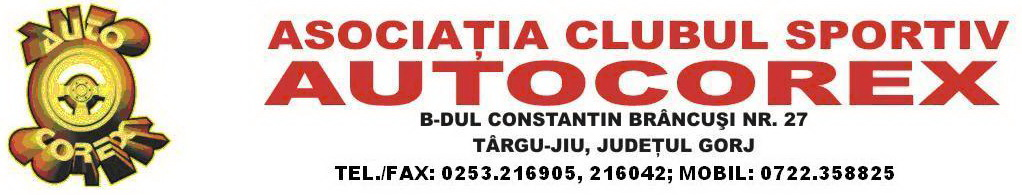 AUTO
COREX
ASOCIAȚIA CLUBUL SPORTIV
AUTOCOREX
B-DUL CONSTANTIN BRÂNCUŞI NR. 27
TÂRGU-JIU, JUDEȚUL GORJ
TEL./FAX: 0253.216905, 216042; MOBIL: 0722.358825